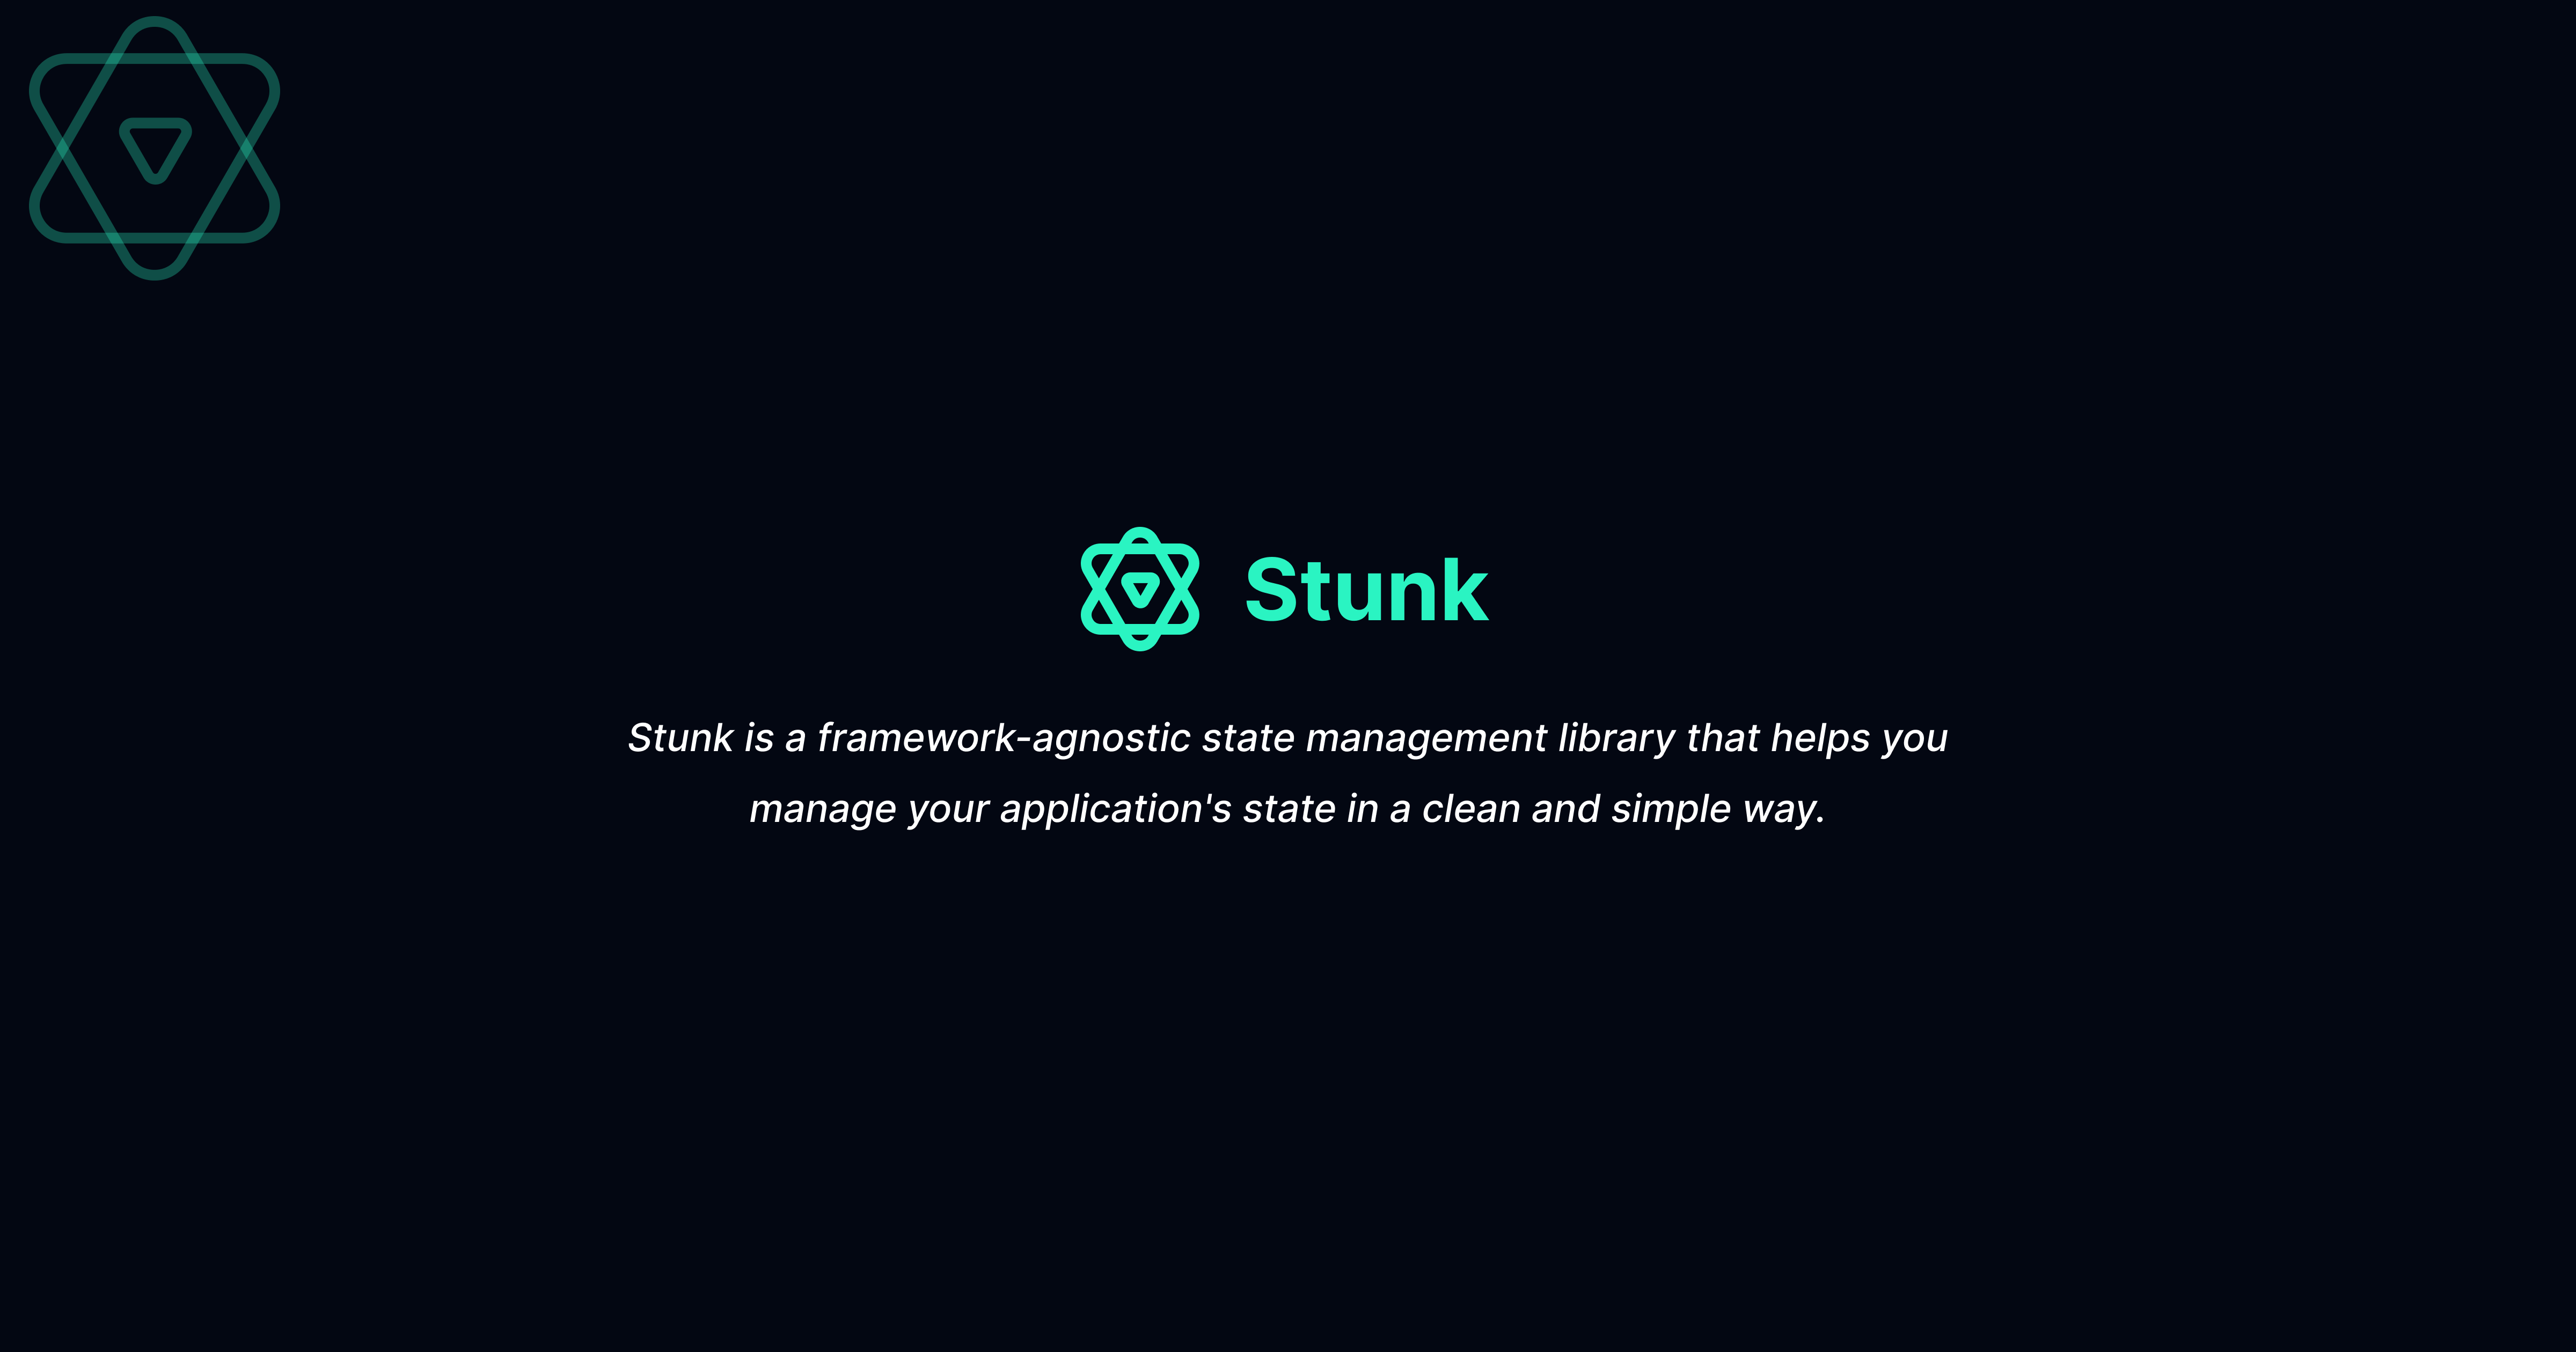 Stunk
Stunk is a framework-agnostic state management library that helps you
manage your application's state in a clean and simple way.